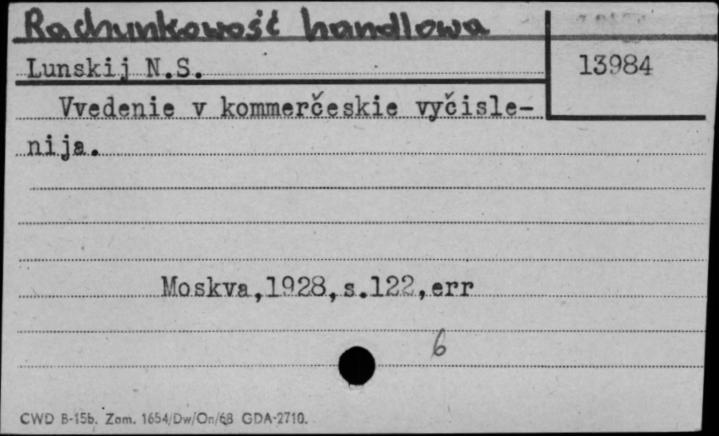 Rachunkowość handlowa
Lunskij N.S.
13984
Vvedenie v kommerčeskie vyčisle-
nija.
Moskva,1928,s.122,err
6
CWD B-15b. Zam. 1654/Dw/On/68 GDA-2710.